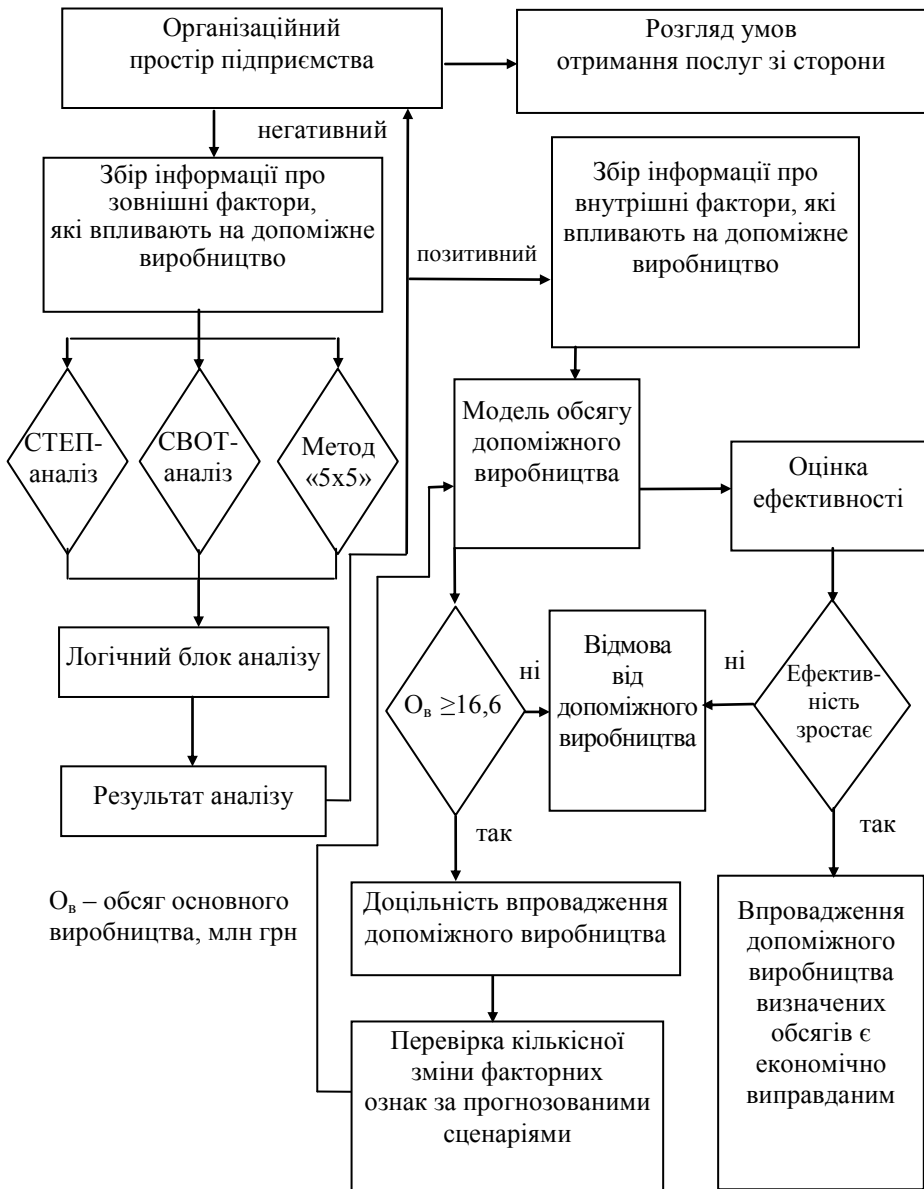 Організаційний
простір підприємства
Розгляд умов
отримання послуг зі сторони
негативний
Збір інформації про
зовнішні фактори,
які впливають на допоміжне
виробництво
Збір інформації про
внутрішні фактори, які
впливають на допоміжне
виробництво
позитивний
СТЕП-
аналіз
СВОТ-
аналіз
Метод
«5х5»
Модель обсягу
допоміжного
виробництва
Оцінка
ефективності
Логічний блок аналізу
Результат аналізу
Oв ≥16,6
ні
Відмова
від
допоміжного
виробництва
ні
Ефектив-
ність
зростає
так
так
Oв – обсяг основного
виробництва, млн грн
Доцільність впровадження
допоміжного виробництва
Перевірка кількісної
зміни факторних
ознак за прогнозованими
сценаріями
Впровадження
допоміжного
виробництва
визначених
обсягів є
економічно
виправданим